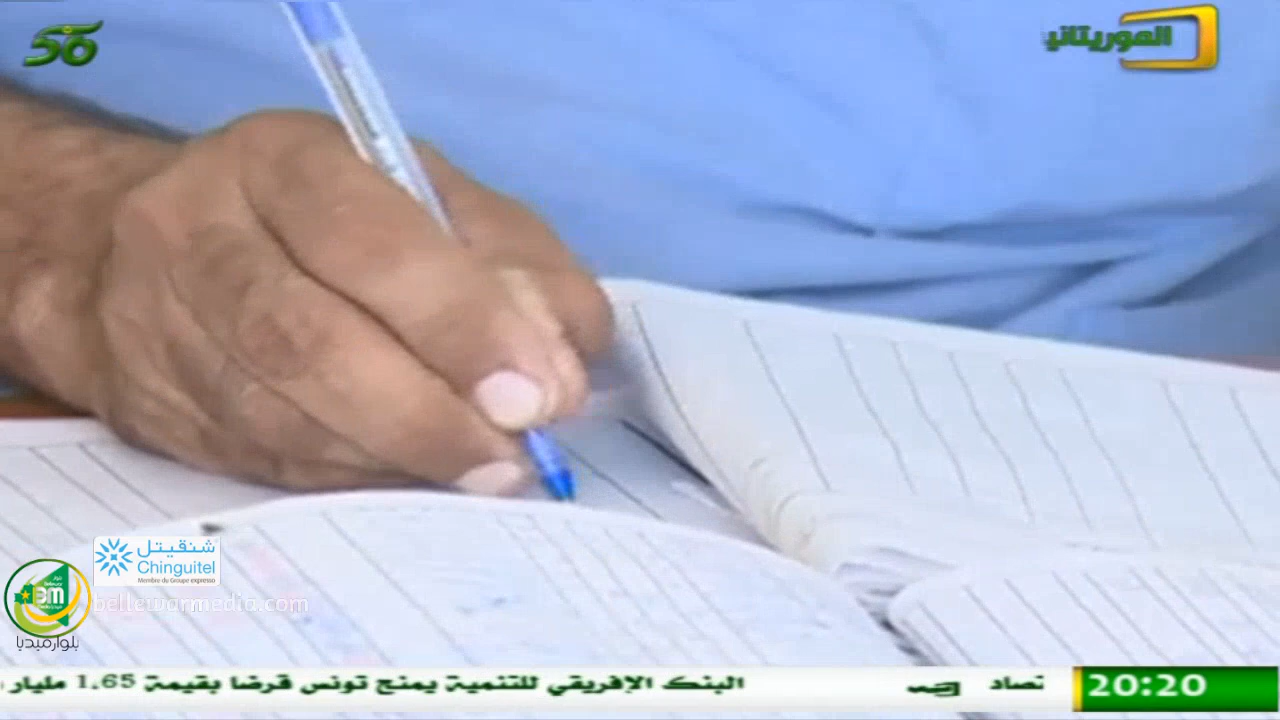 56
الموريتانية
شنقيتل
Chinguitel
Membre du Groupe expresso
bellewarmedia.com
بلوارميديا
البنك الإفريقي للتنمية يمنح تونس قرضا بقيمة 1.65 مليار
20:20